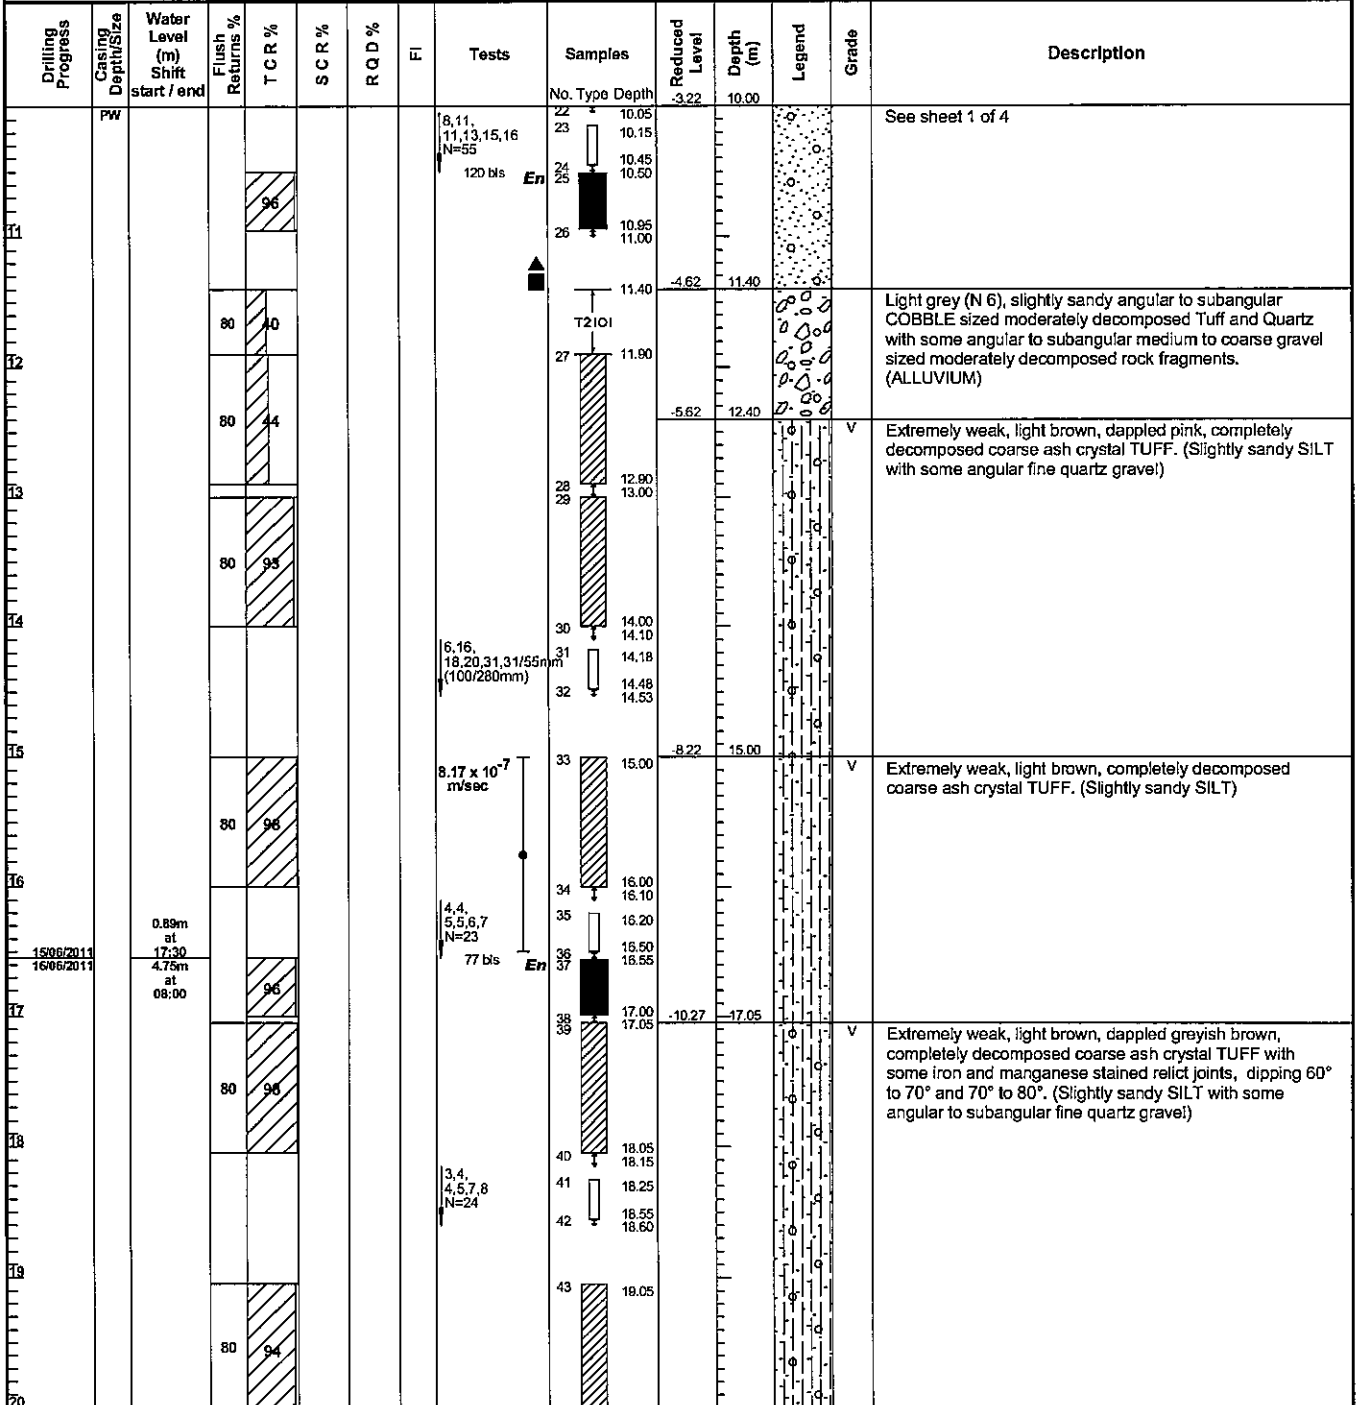 Drilling Progress
Casing Depth/Size
Water Level (m) Shift start / end
Flush Returns %
T C R %
S C R %
R Q D %
FI
Tests
Samples
No. Type Depth
Reduced Level
Depth (m)
Legend
Grade
Description
-3.22 10.00
PW
8,11,
11,13,15,16
N=55
120 bls
En
22 10.05
23 10.15
10.45
24 10.50
25
10.95
26 11.00
See sheet 1 of 4
96
11
-4.62 11.40
11.40
T2101
80 40
27 11.90
Light grey (N 6), slightly sandy angular to subangular
COBBLE sized moderately decomposed Tuff and Quartz
with some angular to subangular medium to coarse gravel
sized moderately decomposed rock fragments.
(ALLUVIUM)
12
80 44
-5.62 12.40
V
Extremely weak, light brown, dappled pink, completely
decomposed coarse ash crystal TUFF. (Slightly sandy SILT
with some angular fine quartz gravel)
12.90
28 13.00
29
13
80 93
14
14.00
30 14.10
6,16,
18,20,31,31/55mm
(100/280mm)
31 14.18
14.48
32 14.53
15
-8.22 15.00
33 15.00
8.17 x 10-7
m/sec
V
Extremely weak, light brown, completely decomposed
coarse ash crystal TUFF. (Slightly sandy SILT)
80 98
16
16.00
34 16.10
4,4,
5,5,6,7
N=23
35 16.20
16.50
36 16.55
77 bls
En
37
0.89m
at
17:30
15/06/2011
16/06/2011
4.75m
at
08:00
96
17
17.00
38 17.05
39
-10.27 17.05
V
Extremely weak, light brown, dappled greyish brown,
completely decomposed coarse ash crystal TUFF with
some iron and manganese stained relict joints, dipping 60°
to 70° and 70° to 80°. (Slightly sandy SILT with some
angular to subangular fine quartz gravel)
80 98
18
18.05
40 18.15
3,4,
4,5,7,8
N=24
41 18.25
18.55
42 18.60
19
43 19.05
80 94
20